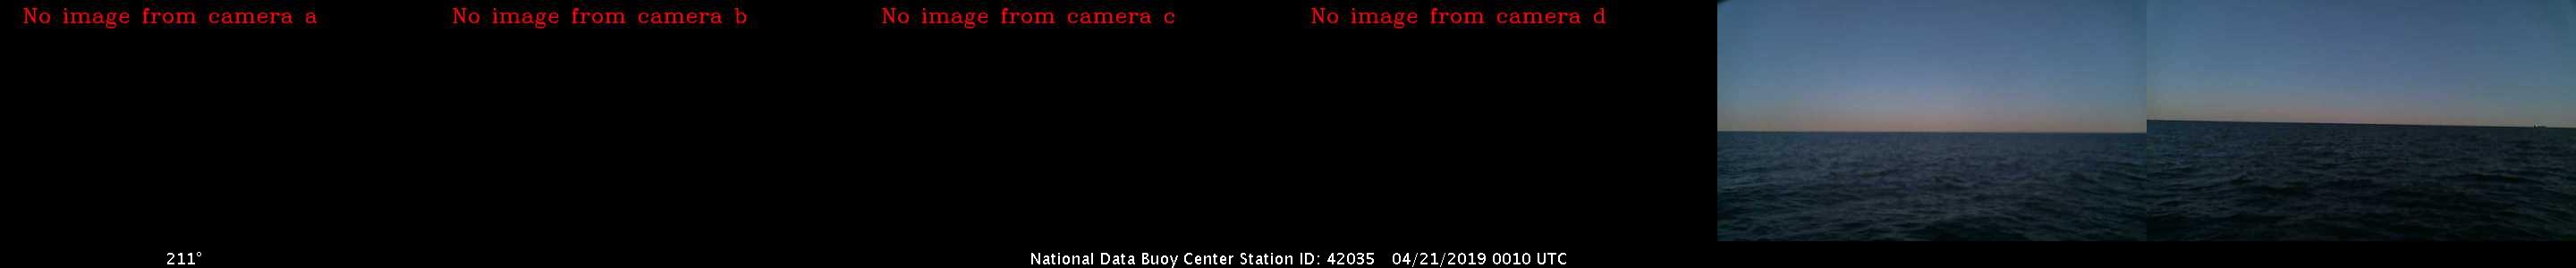 No image from camera a
No image from camera b
No image from camera c
No image from camera d
211°
National Data Buoy Center Station ID: 42035 04/21/2019 0010 UTC